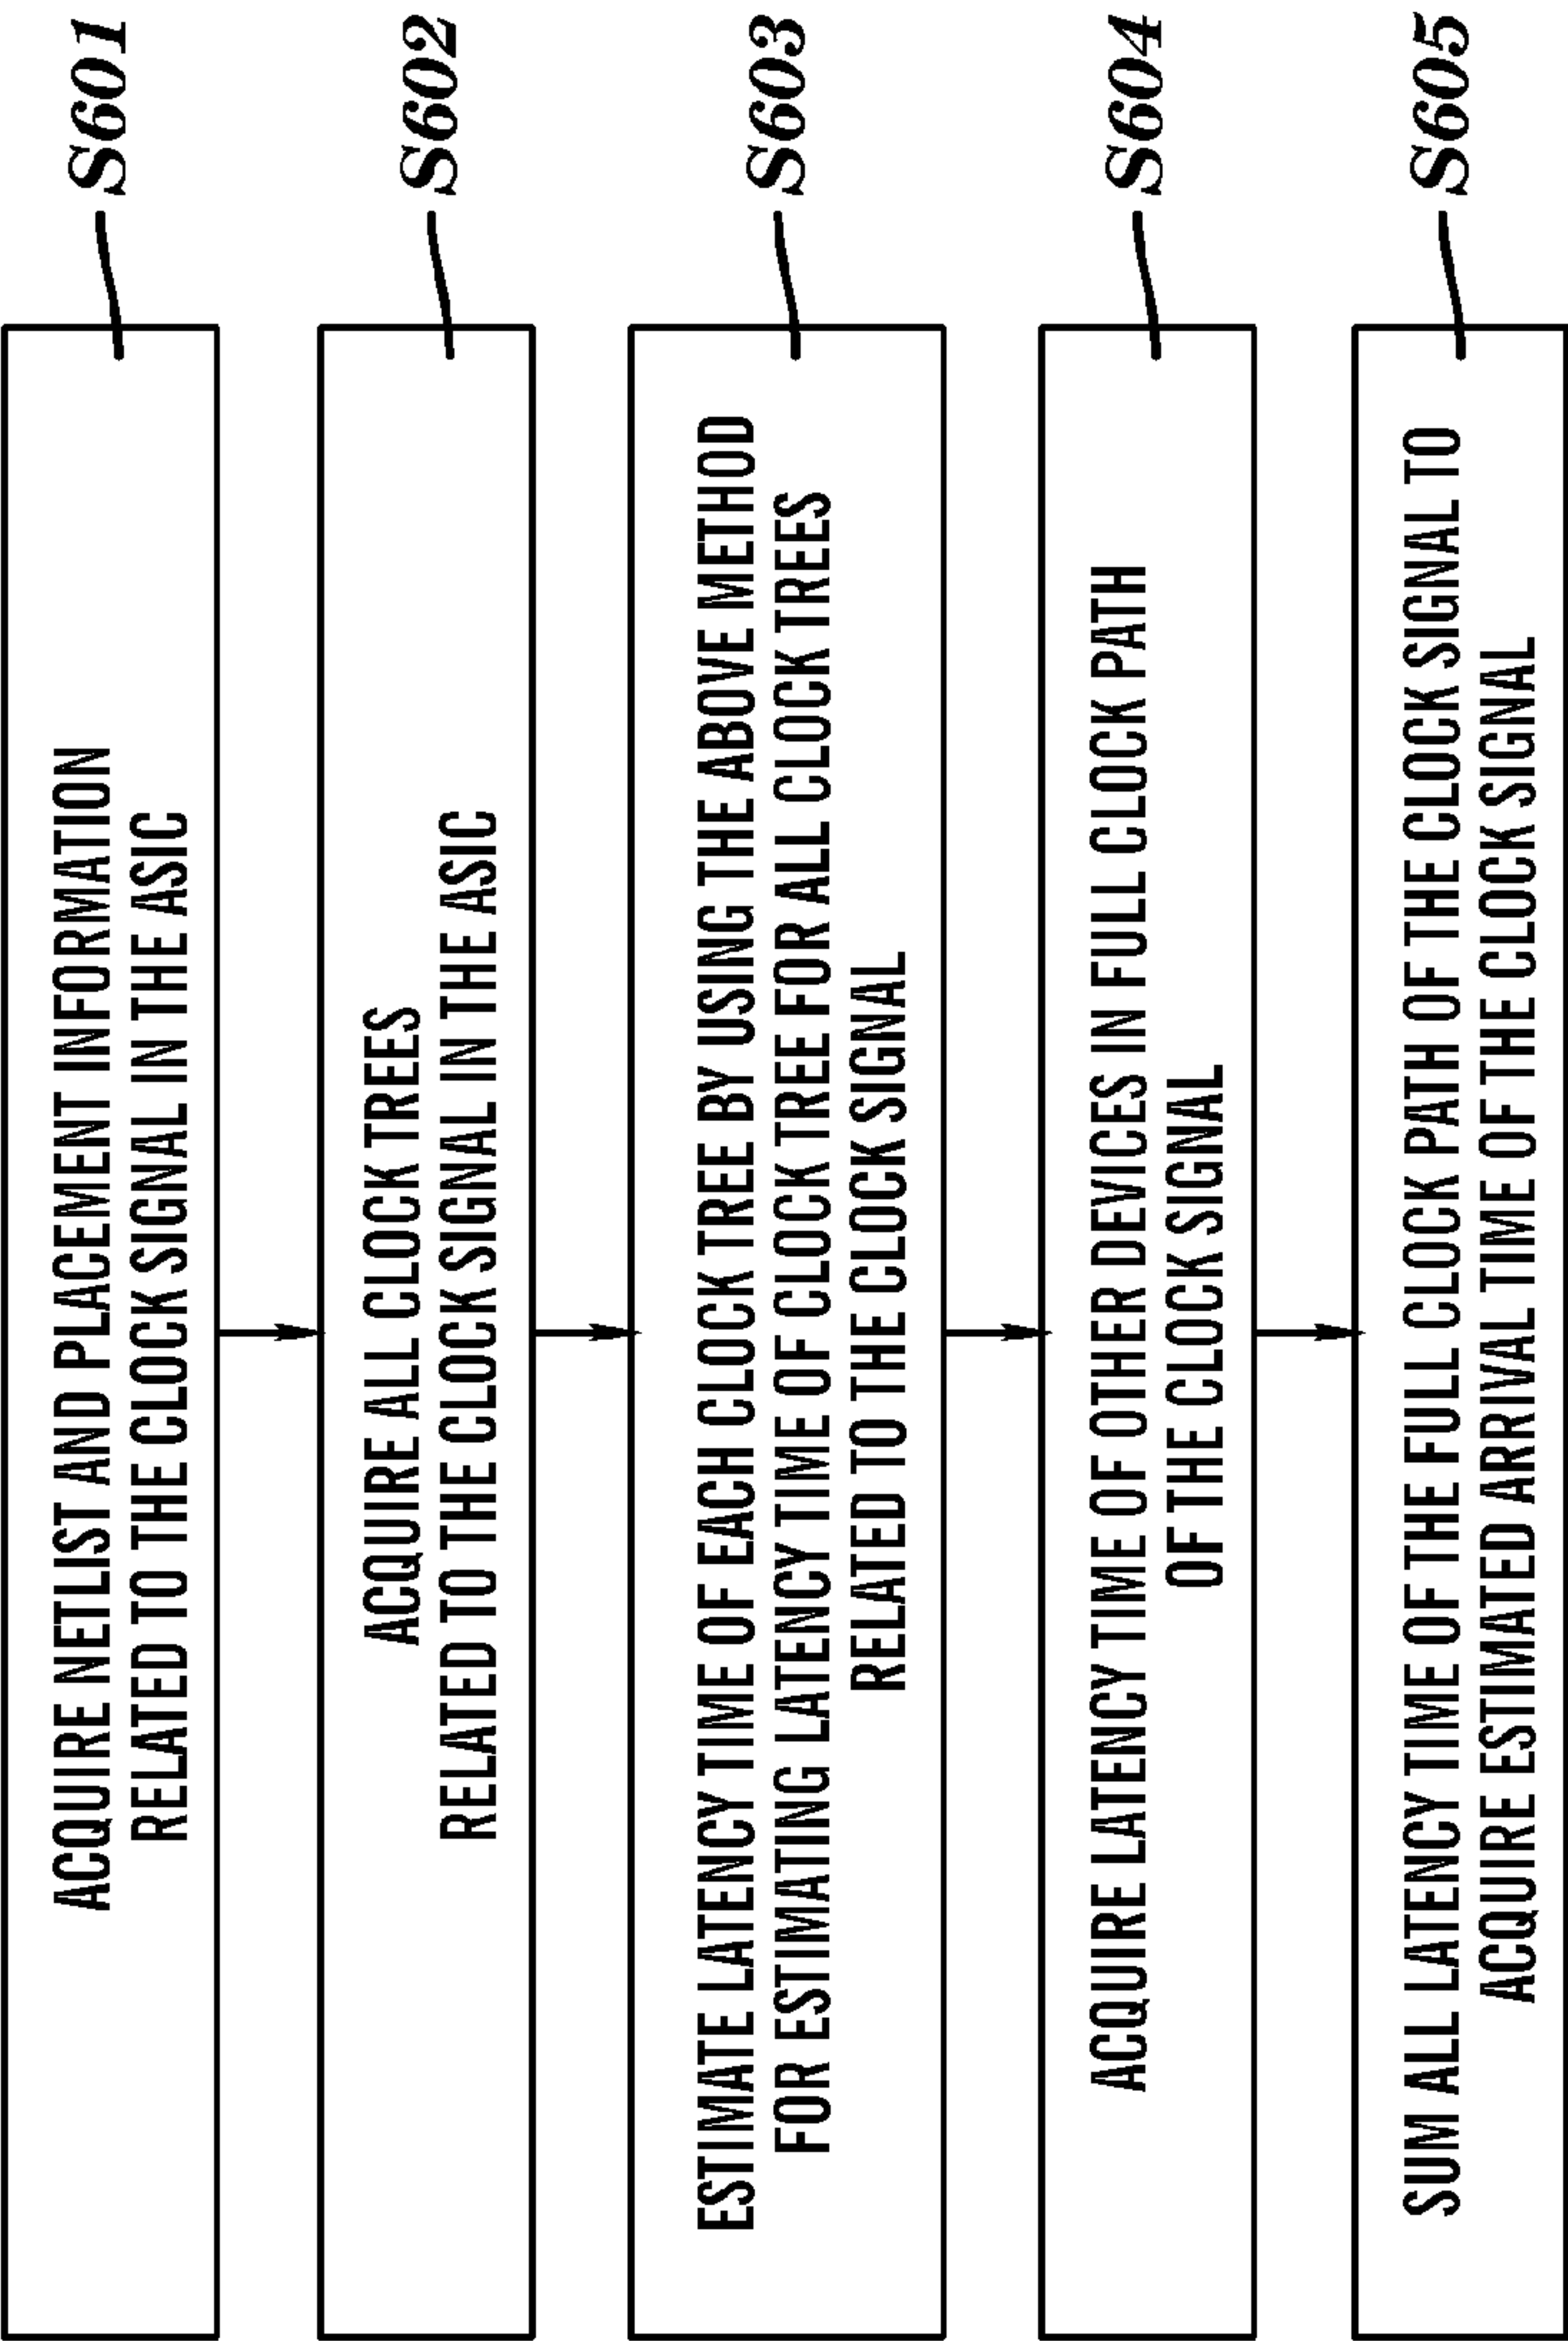 ACQUIRE NETLIST AND PLACEMENT INFORMATION
RELATED TO THE CLOCK SIGNAL IN THE ASIC
S601
ACQUIRE ALL CLOCK TREES
RELATED TO THE CLOCK SIGNAL IN THE ASIC
S602
ESTIMATE LATENCY TIME OF EACH CLOCK TREE BY USING THE ABOVE METHOD
FOR ESTIMATING LATENCY TIME OF CLOCK TREE FOR ALL CLOCK TREES
RELATED TO THE CLOCK SIGNAL
S603
ACQUIRE LATENCY TIME OF OTHER DEVICES IN FULL CLOCK PATH
OF THE CLOCK SIGNAL
S604
SUM ALL LATENCY TIME OF THE FULL CLOCK PATH OF THE CLOCK SIGNAL TO
ACQUIRE ESTIMATED ARRIVAL TIME OF THE CLOCK SIGNAL
S605